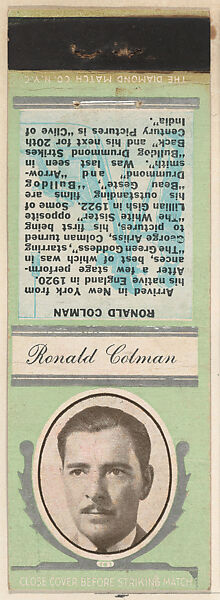 THE DIAMOND MATCH CO. N.Y.C.
RONALD COLMAN
Arrived in New York from
his native England in 1920.
After a few stage perform-
ances, best of which was in
"The Green Goddess", starring
George Arliss, Colman turned
to pictures, his first being
"The White Sister" opposite
Lillian Gish in 1923. Some of
his outstanding films are
"Beau Geste", "Bulldog
Drummond" and "Arrow-
smith". Was last seen in
"Bulldog Drummond Strikes
Back" and his next for 20th
Century Pictures is "Clive of
India".
Ronald Colman
CLOSE COVER BEFORE STRIKING MATCH